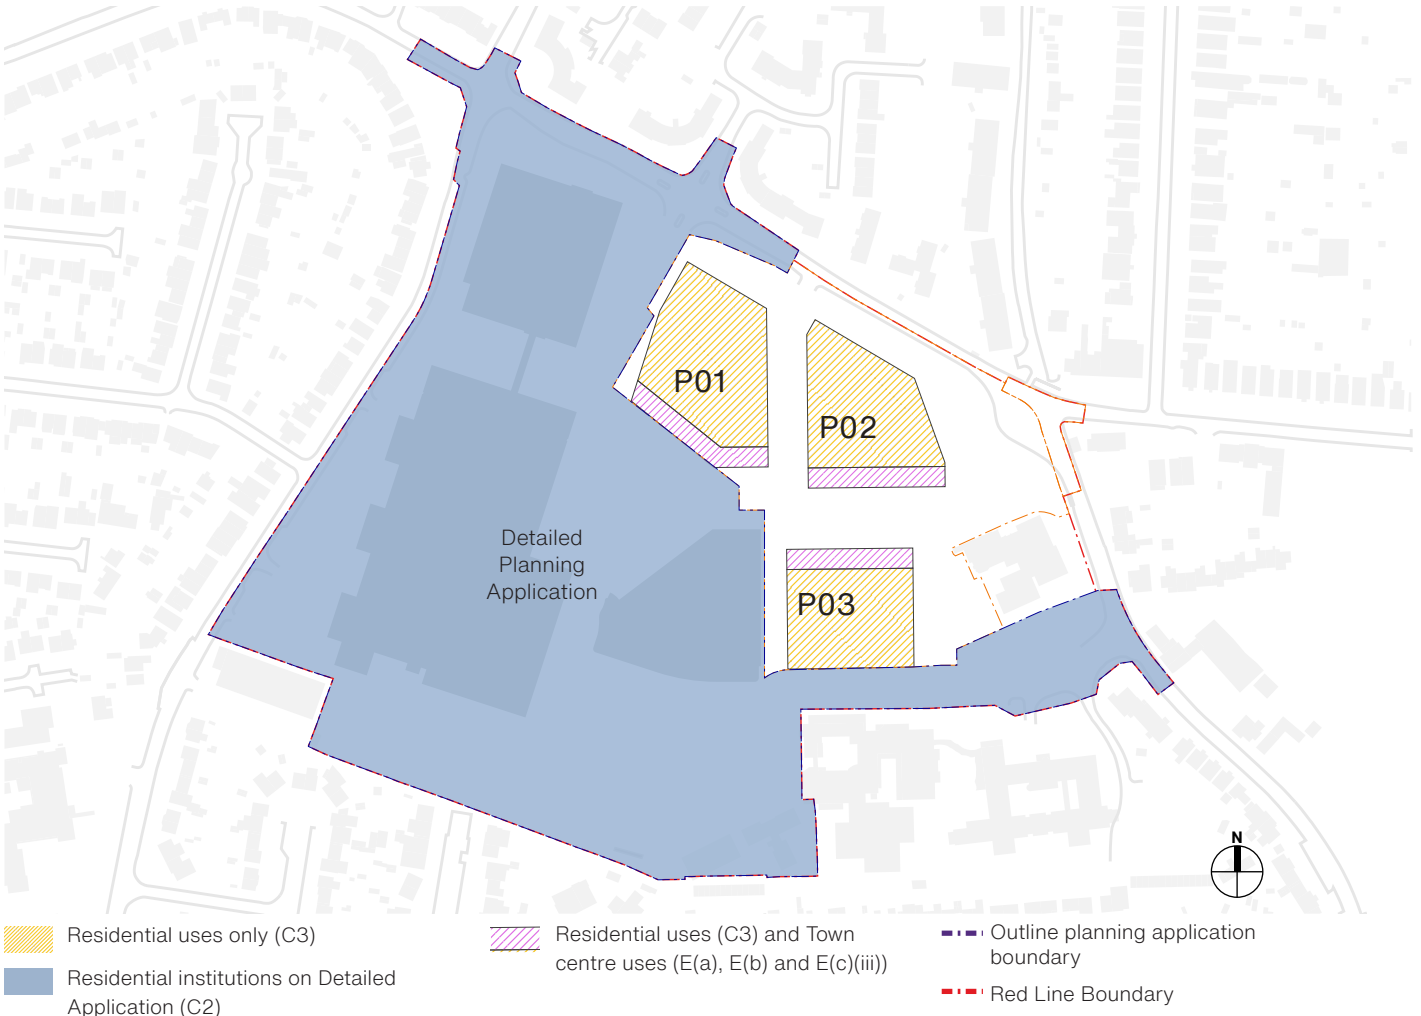 P01
P02
Detailed
Planning
Application
P03
N
Residential uses only (C3)
Residential institutions on Detailed
Application (C2)
Residential uses (C3) and Town
centre uses (E(a), E(b) and E(c)(iii))
Outline planning application
boundary
Red Line Boundary